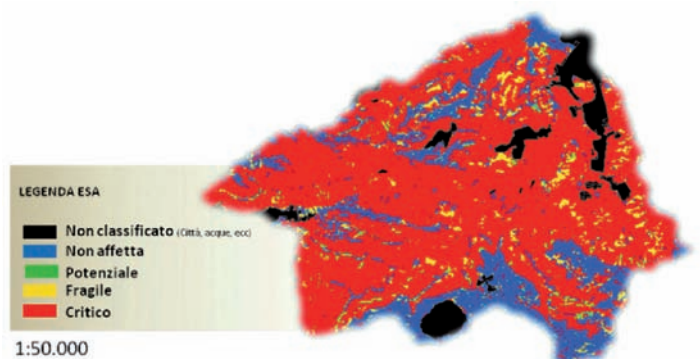 LEGENDA ESA
Non classificato (Città, acque, ecc)
Non affetta
Potenziale
Fragile
Critico
1:50.000